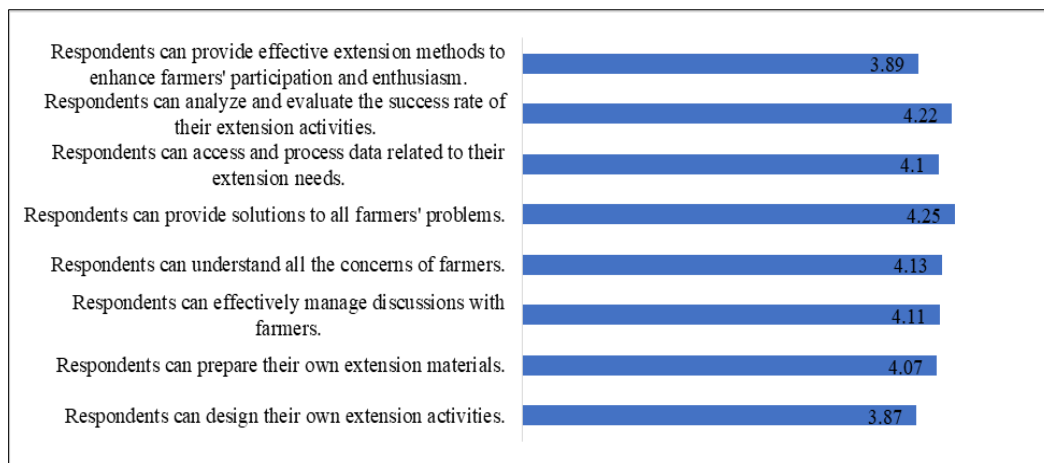 Respondents can provide effective extension methods to
enhance farmers' participation and enthusiasm.
3.89
Respondents can analyze and evaluate the success rate of
their extension activities.
4.22
Respondents can access and process data related to their
extension needs.
4.1
Respondents can provide solutions to all farmers' problems.
4.25
Respondents can understand all the concerns of farmers.
4.13
Respondents can effectively manage discussions with
farmers.
4.11
Respondents can prepare their own extension materials.
4.07
Respondents can design their own extension activities.
3.87